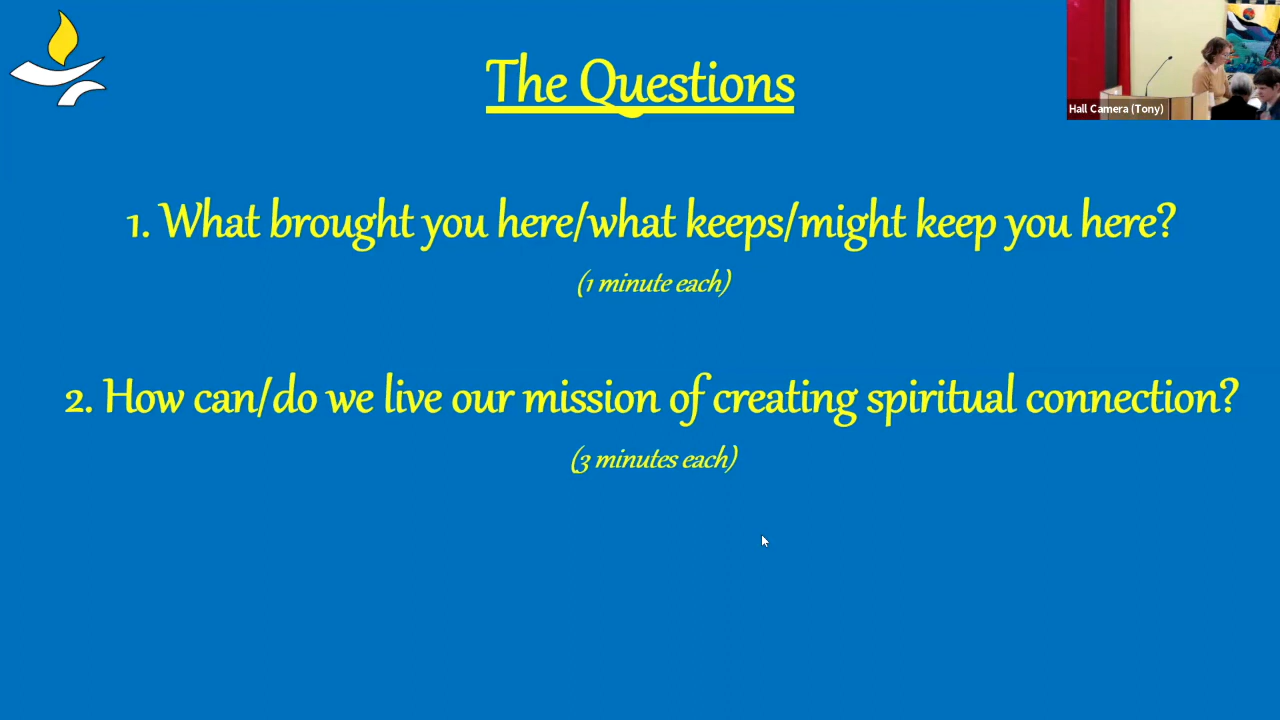 The Questions
Hall Camera (Tony)
1. What brought you here/what keeps/might keep you here?
(1 minute each)
2. How can/do we live our mission of creating spiritual connection?
(3 minutes each)